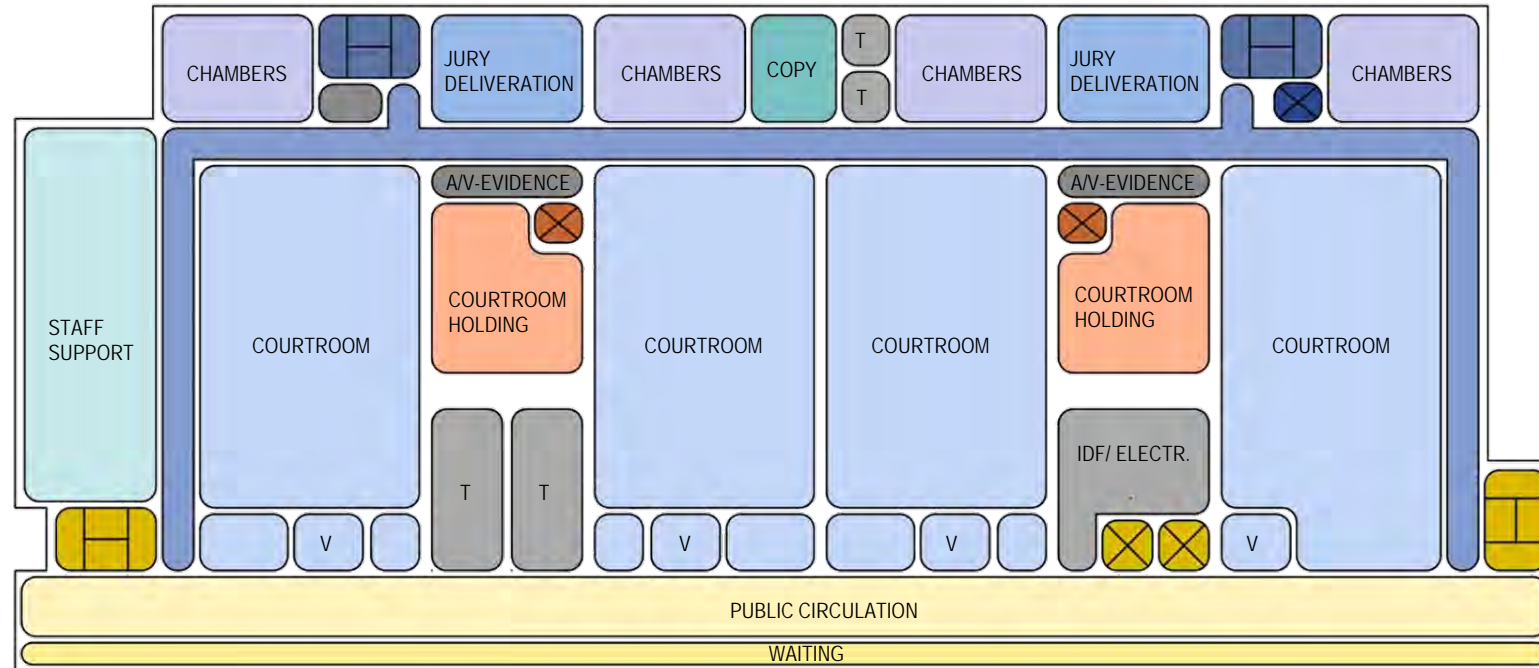 CHAMBERS
JURY
DELIVERATION
CHAMBERS
COPY
T
T
CHAMBERS
JURY
DELIVERATION
CHAMBERS
STAFF
SUPPORT
A/V-EVIDENCE
A/V-EVIDENCE
COURTROOM
COURTROOM
HOLDING
COURTROOM
COURTROOM
COURTROOM
HOLDING
COURTROOM
T
T
IDF/ ELECTR.
V
V
V
V
PUBLIC CIRCULATION
WAITING